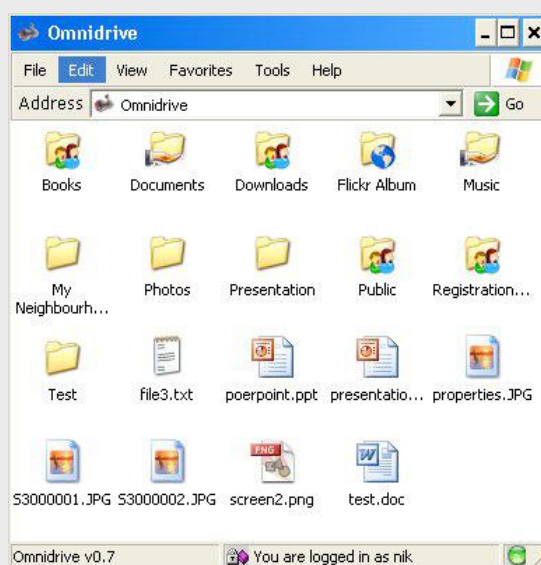 Omnidrive
File Edit View Favorites Tools Help
Address Omnidrive Go
Books Documents Downloads Flickr Album Music
My Neighbourh... Photos Presentation Public Registration...
Test file3.txt poerpoint.ppt presentatio... properties.JPG
S3000001.JPG S3000002.JPG screen2.png test.doc
PNG
Omnidrive v0.7 You are logged in as nik